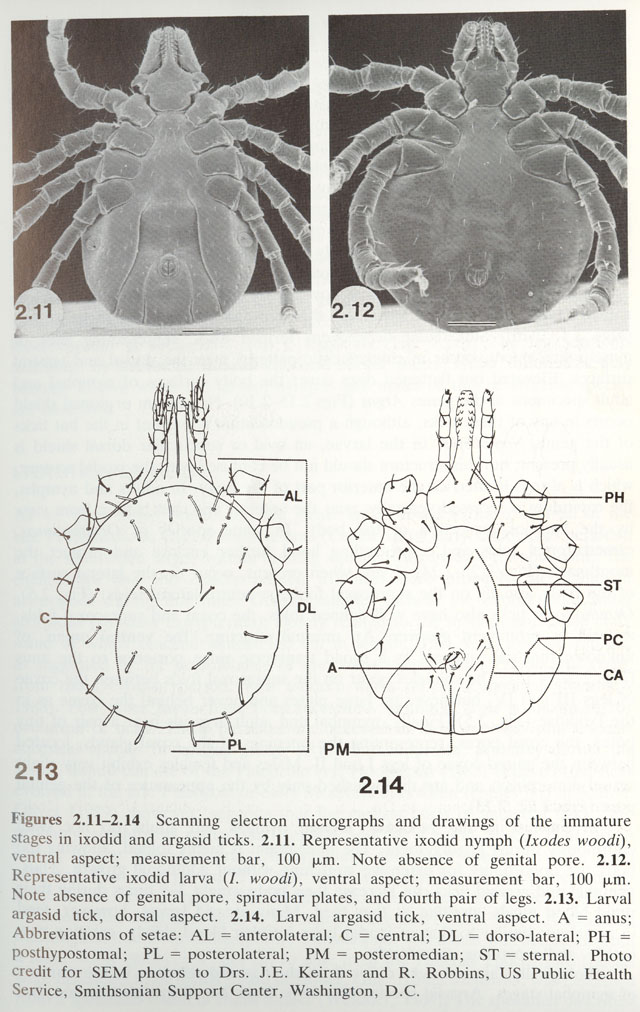 2.11
2.12
AL
PH
DL
ST
C
PC
A
CA
PL
PM
2.13
2.14
Figures 2.11–2.14 Scanning electron micrographs and drawings of the immature
stages in ixodid and argasid ticks. 2.11. Representative ixodid nymph (Ixodes woodi),
ventral aspect; measurement bar, 100 μm. Note absence of genital pore. 2.12.
Representative ixodid larva (I. woodi), ventral aspect; measurement bar, 100 μm.
Note absence of genital pore, spiracular plates, and fourth pair of legs. 2.13. Larval
argasid tick, dorsal aspect. 2.14. Larval argasid tick, ventral aspect. A = anus;
Abbreviations of setae: AL = anterolateral; C = central; DL = dorso-lateral; PH =
posthypostomal; PL = posterolateral; PM = posteromedian; ST = sternal. Photo
credit for SEM photos to Drs. J.E. Keirans and R. Robbins, US Public Health
Service, Smithsonian Support Center, Washington, D.C.